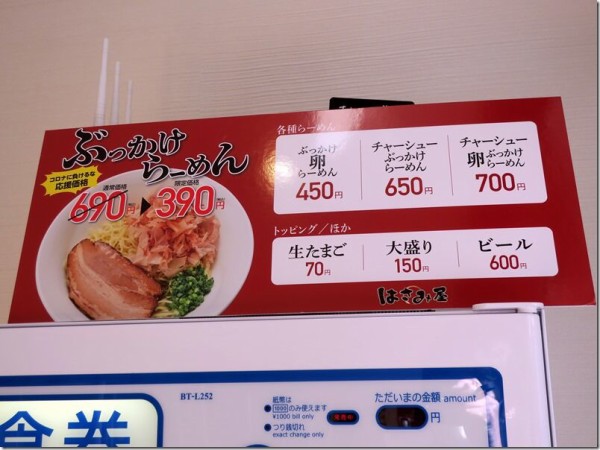 ぶっかけ
らーめん
コロナに負けるな
応援価格
通常価格
690円
限定価格
390円
各種らーめん
ぶっかけ
卵
らーめん
450円
チャーシュー
ぶっかけ
らーめん
650円
チャーシュー
卵ぶっかけ
らーめん
700円
トッピング/ほか
生たまご
70円
大盛り
150円
ビール
600円
はさみ屋
食券
BT-L252
紙幣は
1000のみ使えます
¥1000 bill only
つり銭切れ
exact change only
ただいまの金額 amount
円